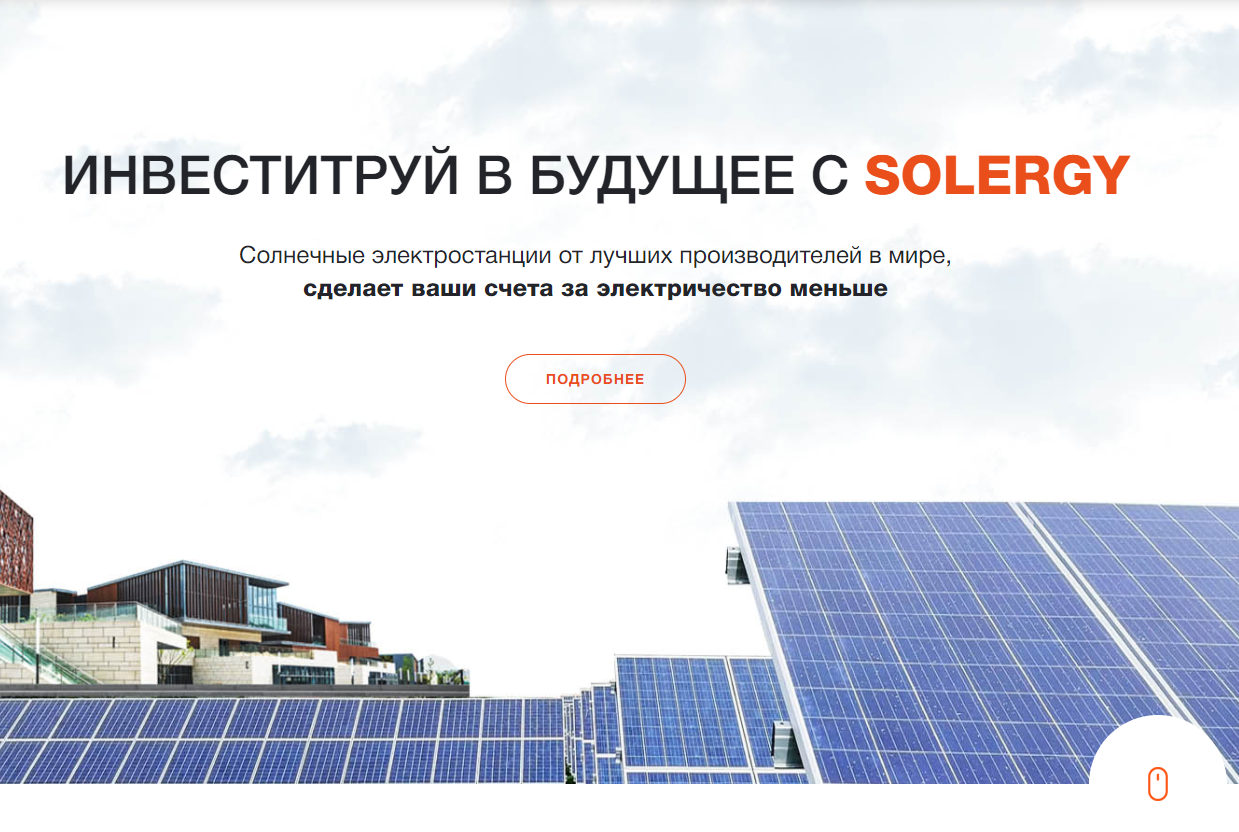 ИНВЕСТИТРУЙ В БУДУЩЕЕ С SOLERGY
Солнечные электростанции от лучших производителей в мире,
сделает ваши счета за электричество меньше
ПОДРОБНЕЕ